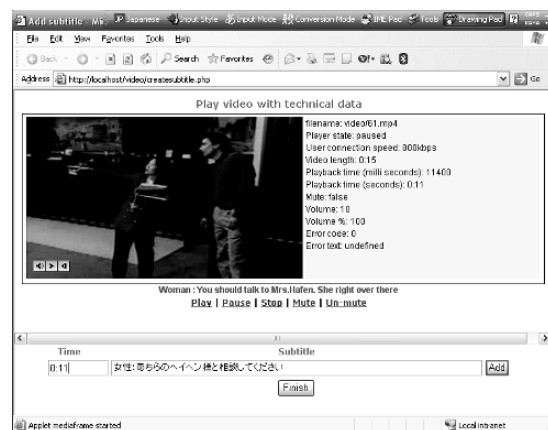 Add subtitle - Mi
JP Japanese Input Style Input Mode Conversion Mode IME Pad Tools Drawing Pad
File Edit View Favorites Tools Help
Back Search Favorites
Address http://localhost/video/createsubtitle.php Go
Play video with technical data
filename: video/61.mp4
Player state: paused
User connection speed: 800kbps
Video length: 0:15
Playback time (milli seconds): 11400
Playback time (seconds): 0:11
Mute: false
Volume: 10
Volume %: 100
Error code: 0
Error text: undefined
Woman : You should talk to Mrs.Hafen. She right over there
Play | Pause | Stop | Mute | Un-mute
Time Subtitle
0:11 女性:あちらのヘイヘン様と相談してください Add
Finish
Applet mediaframe started Local intranet